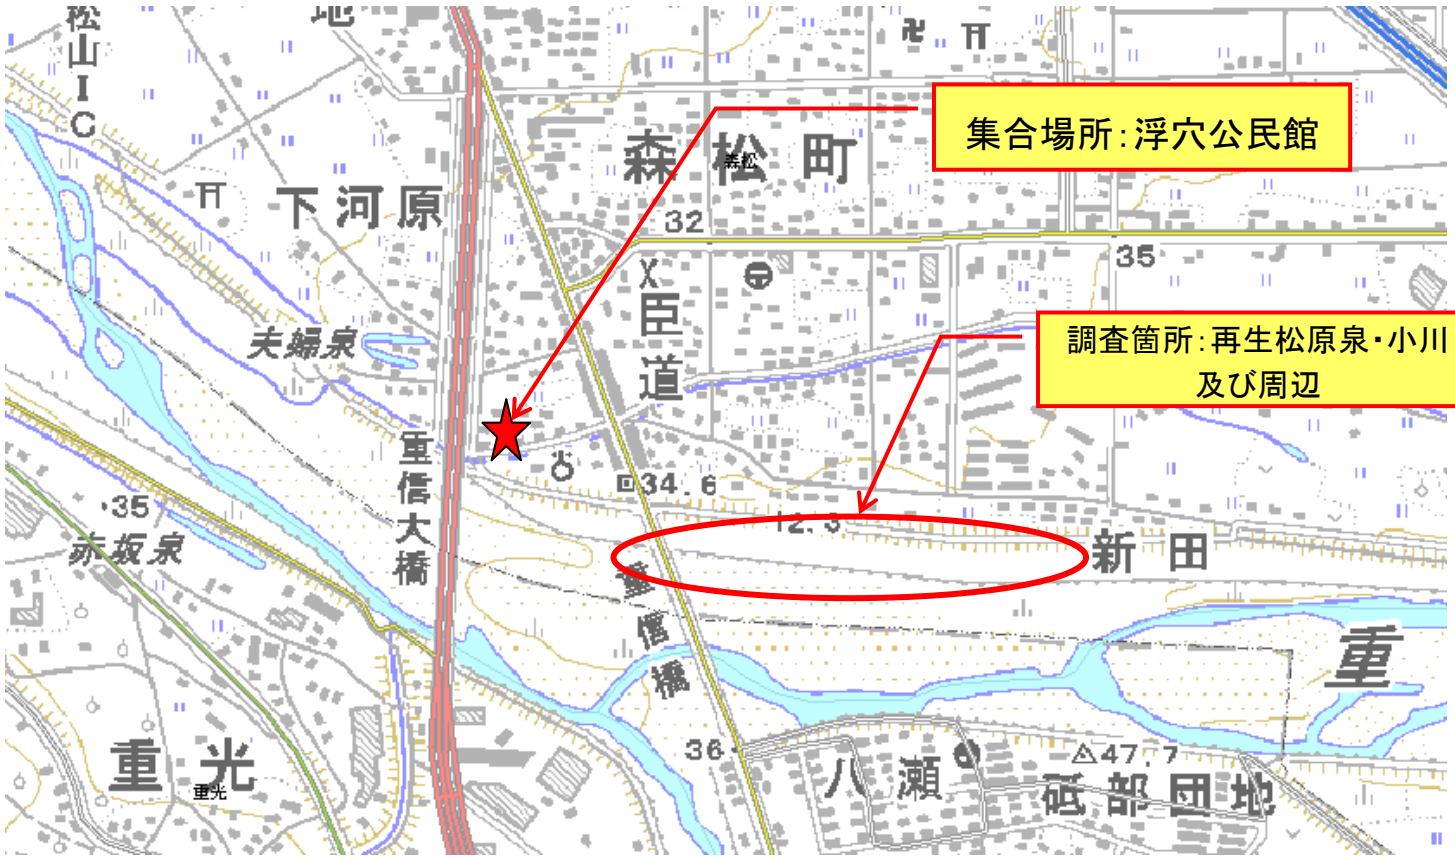 松山IC
地
集合場所:浮穴公民館
森松町
森松
下河原
32
35
臣道
夫婦泉
調査箇所:再生松原泉・小川
及び周辺
重信大橋
34.6
12.3
35
赤坂泉
新田
重信橋
重
36
47.7
重光
重光
八瀬
砥部団地